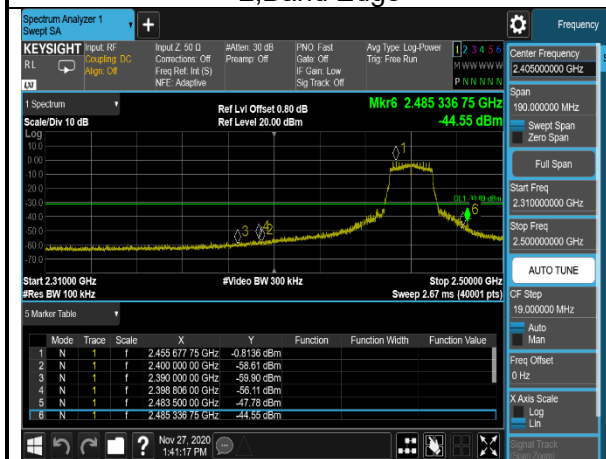 2,Band Edge
Spectrum Analyzer 1
Swept SA
Frequency
KEYSIGHT
RL
Input: RF
Coupling: DC
Align: Off
Input Z: 50 Ω
Corrections: Off
Freq Ref: Int (S)
NFE: Adaptive
#Atten: 30 dB
Preamp: Off
PNO: Fast
Gate: Off
IF Gain: Low
Sig Track: Off
Avg Type: Log-Power
Trig: Free Run
1 2 3 4 5 6
M W W W W W
P N N N N N
1 Spectrum
Scale/Div 10 dB
Ref Lvl Offset 0.80 dB
Ref Level 20.00 dBm
Mkr6 2.485 336 75 GHz
-44.55 dBm
Log
10.0
0.00
-10.0
-20.0
-30.0
-40.0
-50.0
-60.0
-70.0
1
3
2
6
Start 2.31000 GHz
#Res BW 100 kHz
#Video BW 300 kHz
Stop 2.50000 GHz
Sweep 2.67 ms (40001 pts)
5 Marker Table
Mode Trace Scale X Y Function Function Width Function Value
1 N 1 f 2.455 677 75 GHz -0.8136 dBm
2 N 1 f 2.400 000 00 GHz -58.61 dBm
3 N 1 f 2.390 000 00 GHz -59.90 dBm
4 N 1 f 2.398 806 00 GHz -56.11 dBm
5 N 1 f 2.483 500 00 GHz -47.78 dBm
6 N 1 f 2.485 336 75 GHz -44.55 dBm
Nov 27, 2020
1:41:17 PM
Center Frequency
2.405000000 GHz
Span
190.000000 MHz
Swept Span
Zero Span
Full Span
Start Freq
2.310000000 GHz
Stop Freq
2.500000000 GHz
AUTO TUNE
CF Step
19.000000 MHz
Auto
Man
Freq Offset
0 Hz
X Axis Scale
Log
Lin
Signal Track
(Span Zoom)